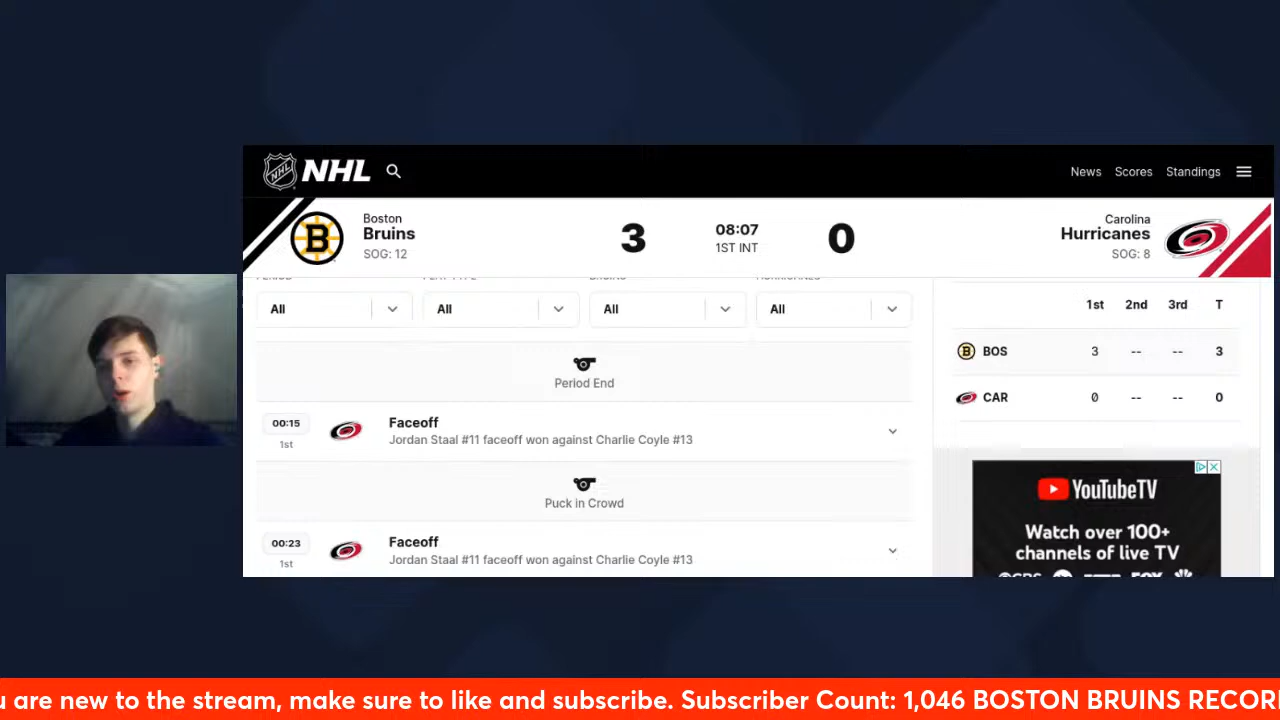 NHL
News Scores Standings
Boston
Bruins
SOG: 12
3
08:07
1ST INT
0
Carolina
Hurricanes
SOG: 8
All
All
All
All
1st 2nd 3rd T
BOS 3 -- -- 3
CAR 0 -- -- 0
Period End
00:15
1st
Faceoff
Jordan Staal #11 faceoff won against Charlie Coyle #13
Puck in Crowd
00:23
1st
Faceoff
Jordan Staal #11 faceoff won against Charlie Coyle #13
YouTubeTV
Watch over 100+
channels of live TV
are new to the stream, make sure to like and subscribe. Subscriber Count: 1,046 BOSTON BRUINS RECOR